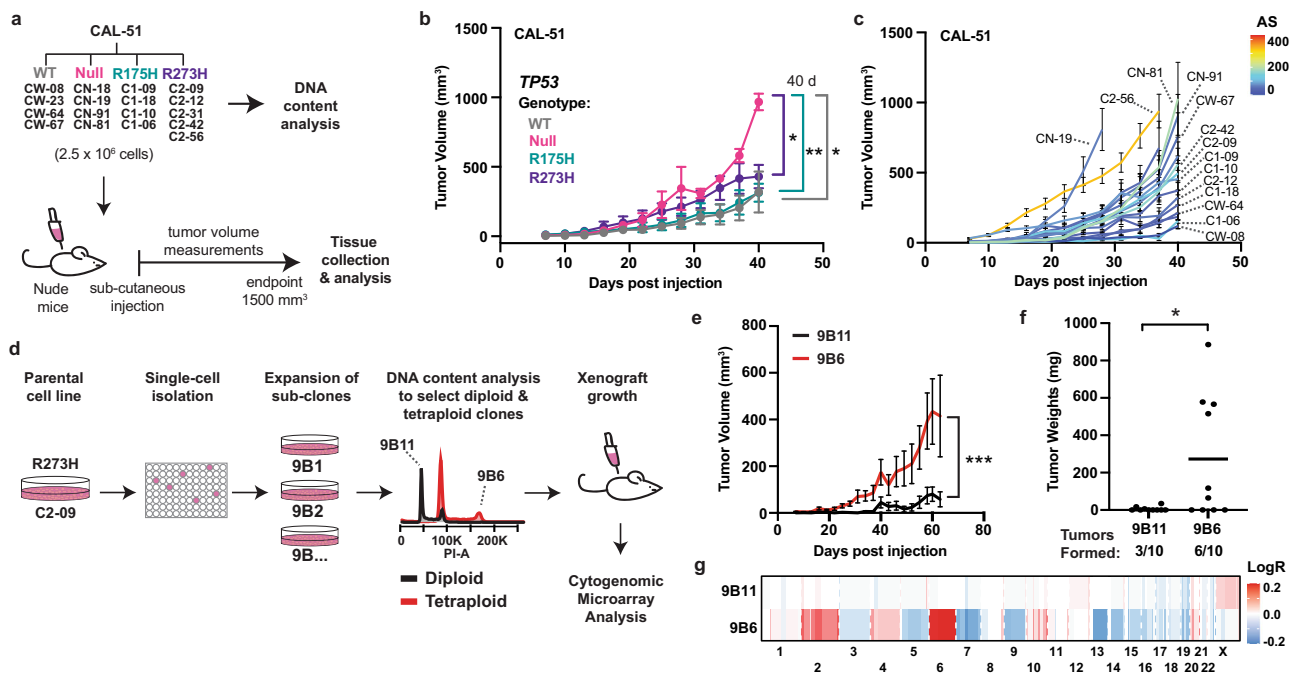 a
CAL-51
WT Null R175H R273H
CW-08 CN-18 C1-09 C2-09
CW-23 CN-19 C1-18 C2-12
CW-64 CN-91 C1-10 C2-31
CW-67 CN-81 C1-06 C2-42
C2-56
(2.5 x 10⁶ cells)
DNA
content
analysis
tumor volume
measurements
Nude
mice
sub-cutaneous
injection
endpoint
1500 mm³
Tissue
collection
& analysis
b
CAL-51
TP53
Genotype:
WT
Null
R175H
R273H
40 d
* ** *
Tumor Volume (mm³)
1500
1000
500
0
0 10 20 30 40 50
Days post injection
c
CAL-51
AS
400
200
0
CN-81
CN-91
C2-56
CW-67
CN-19
C2-42
C2-09
C1-09
C1-10
C2-12
C1-18
CW-64
C1-06
CW-08
Tumor Volume (mm³)
1500
1000
500
0
0 10 20 30 40 50
Days post injection
d
Parental
cell line
R273H
C2-09
Single-cell
isolation
Expansion of
sub-clones
9B1
9B2
9B...
DNA content analysis
to select diploid &
tetraploid clones
9B11
9B6
0 100K 200K
PI-A
Diploid
Tetraploid
Xenograft
growth
Cytogenomic
Microarray
Analysis
e
9B11
9B6
***
Tumor Volume (mm³)
800
600
400
200
0
0 20 40 60 80
Days post injection
f
*
Tumor Weights (mg)
1000
800
600
400
200
0
9B11 9B6
Tumors
Formed: 3/10 6/10
g
9B11
9B6
LogR
0.2
0.0
-0.2
1 3 5 7 9 11 13 15 17 19 21 X
2 4 6 8 10 12 14 16 18 20 22